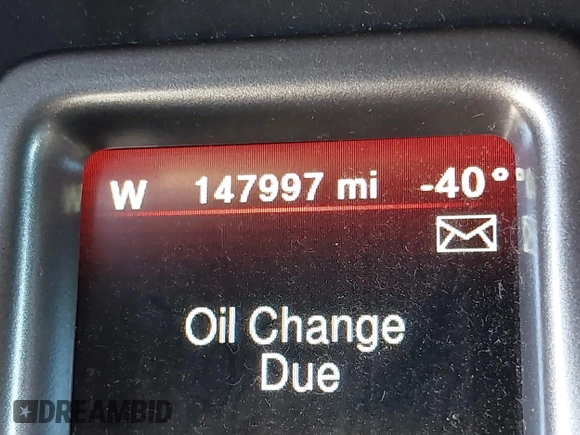 W 147997 mi -40°
Oil Change
Due
DREAMBID